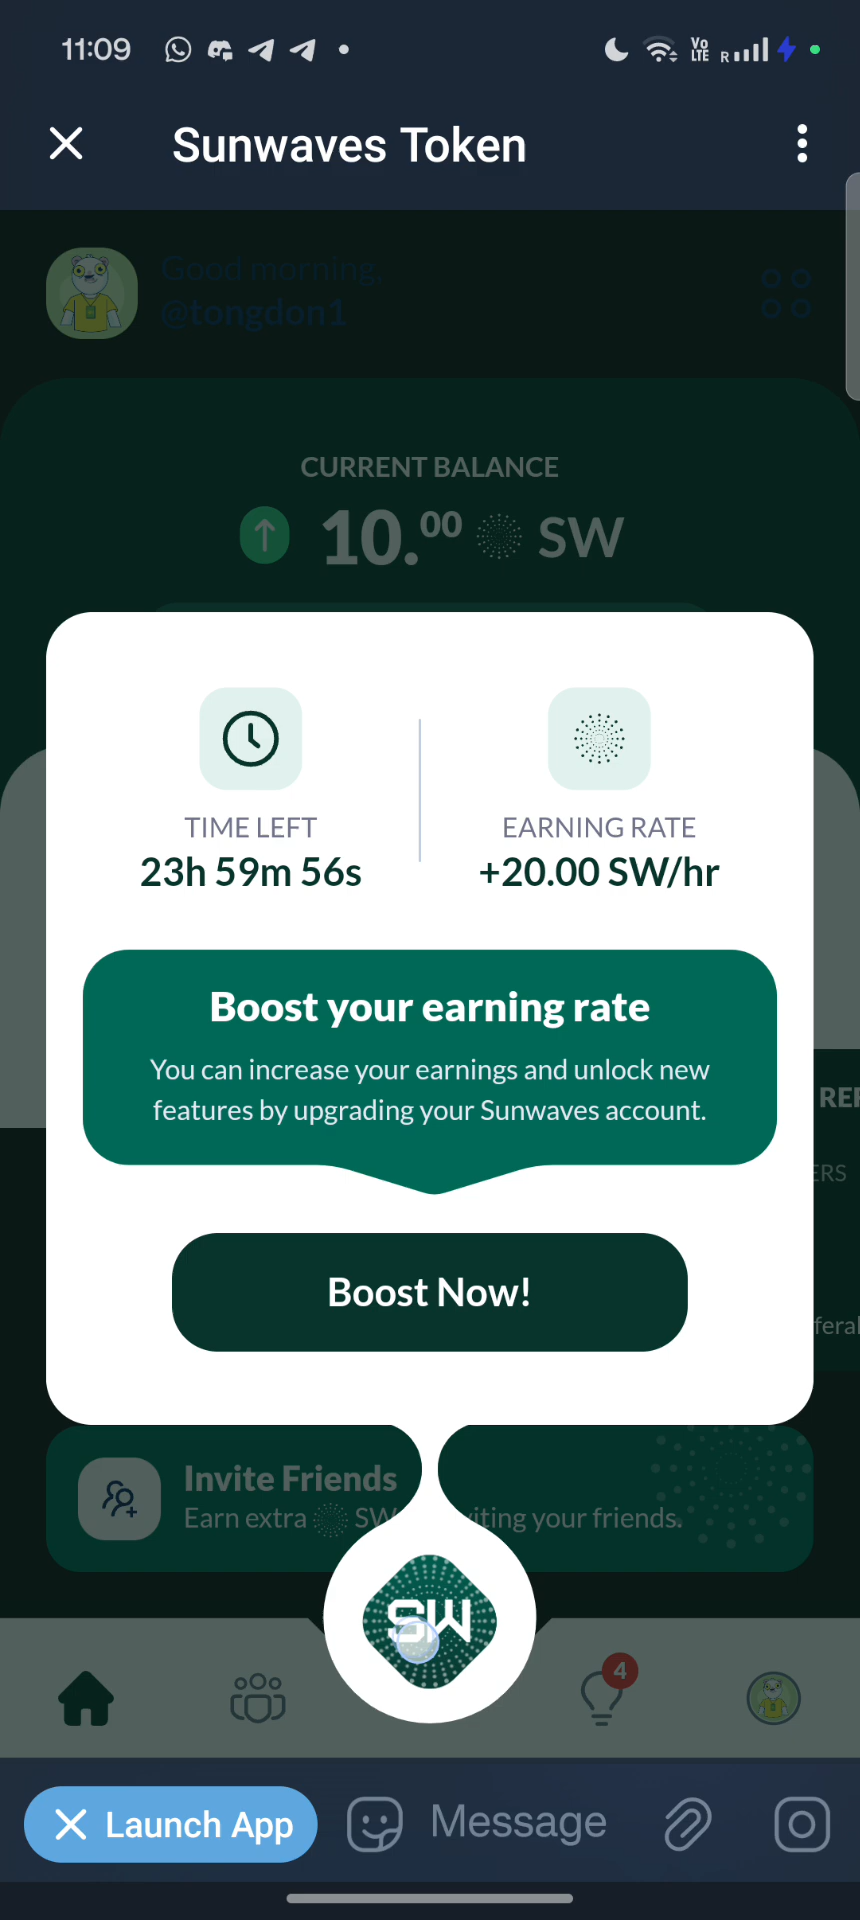 11:09
Vo
LTE
R
Sunwaves Token
Good morning,
@tongdon1
CURRENT BALANCE
10.00 SW
TIME LEFT
23h 59m 56s
EARNING RATE
+20.00 SW/hr
Boost your earning rate
You can increase your earnings and unlock new
features by upgrading your Sunwaves account.
Boost Now!
Invite Friends
Earn extra SW
friends.
SW
4
Launch App
Message